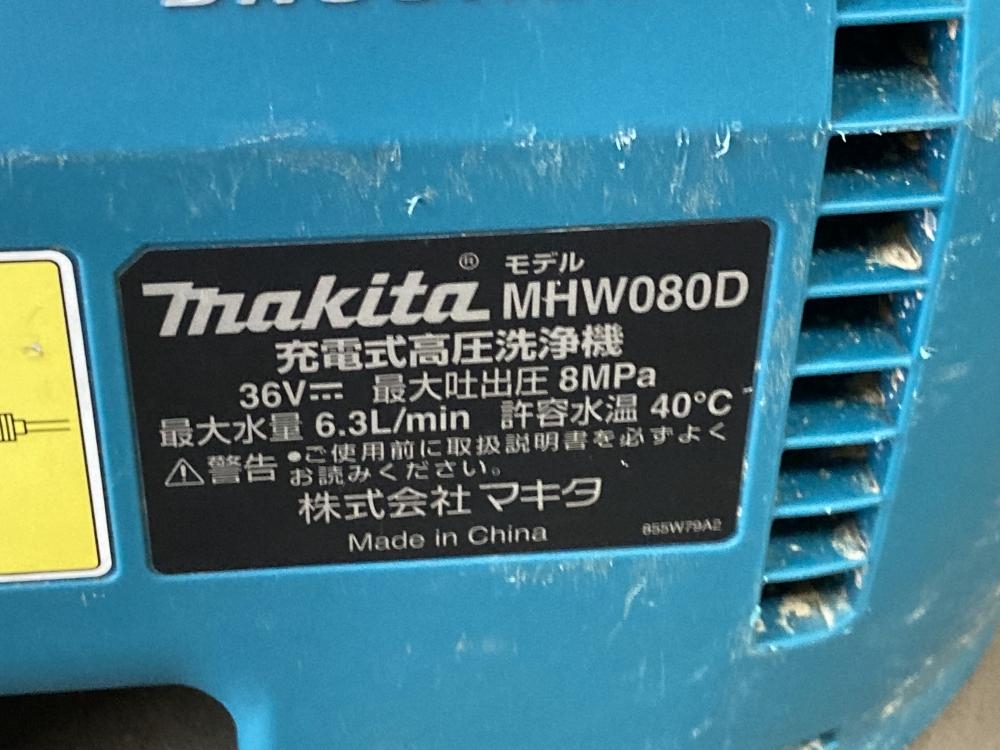 makita® モデル MHW080D
充電式高圧洗浄機
36V⎓ 最大吐出圧 8MPa
最大水量 6.3L/min 許容水温 40°C
⚠警告 •ご使用前に取扱説明書を必ずよく
お読みください。
株式会社 マキタ
Made in China 855W79A2